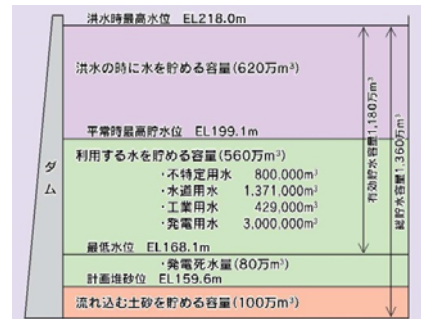 洪水時最高水位 EL218.0m
洪水の時に水を貯める容量(620万m³)
平常時最高貯水位 EL199.1m
利用する水を貯める容量(560万m³)
・不特定用水 800,000m³
・水道用水 1,371,000m³
・工業用水 429,000m³
・発電用水 3,000,000m³
最低水位 EL168.1m
・発電死水量(80万m³)
計画堆砂位 EL159.6m
流れ込む土砂を貯める容量(100万m³)
ダム
有効貯水容量1,180万m³
総貯水容量1,360万m³